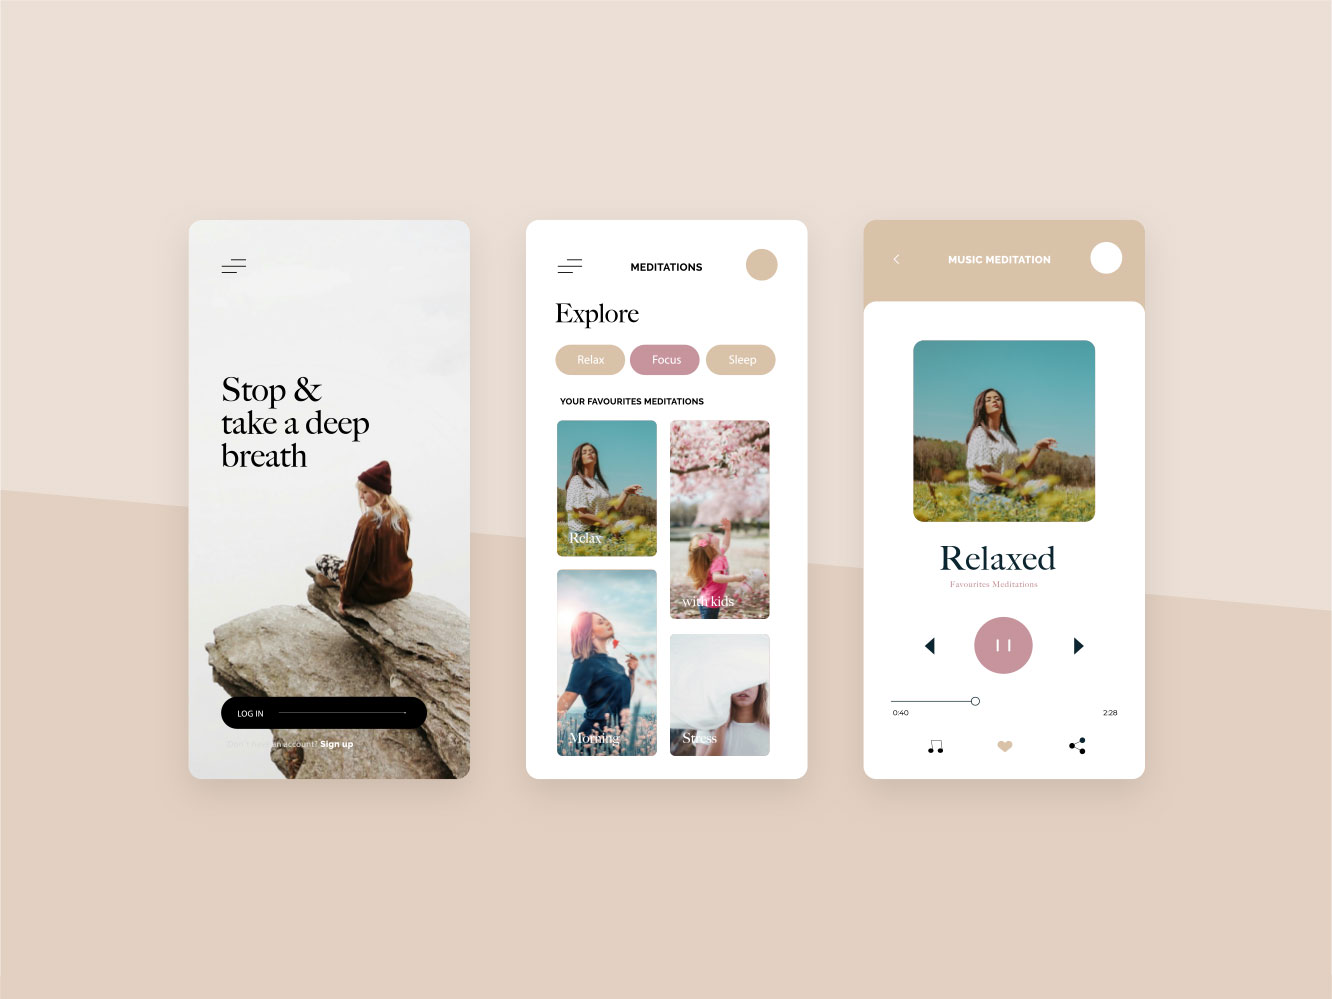 Stop &
take a deep
breath
LOG IN
Don't have an account? Sign up
MEDITATIONS
Explore
Relax
Focus
Sleep
YOUR FAVOURITES MEDITATIONS
Relax
with kids
Morning
Stress
MUSIC MEDITATION
Relaxed
Favourites Meditations
0:40
2:28